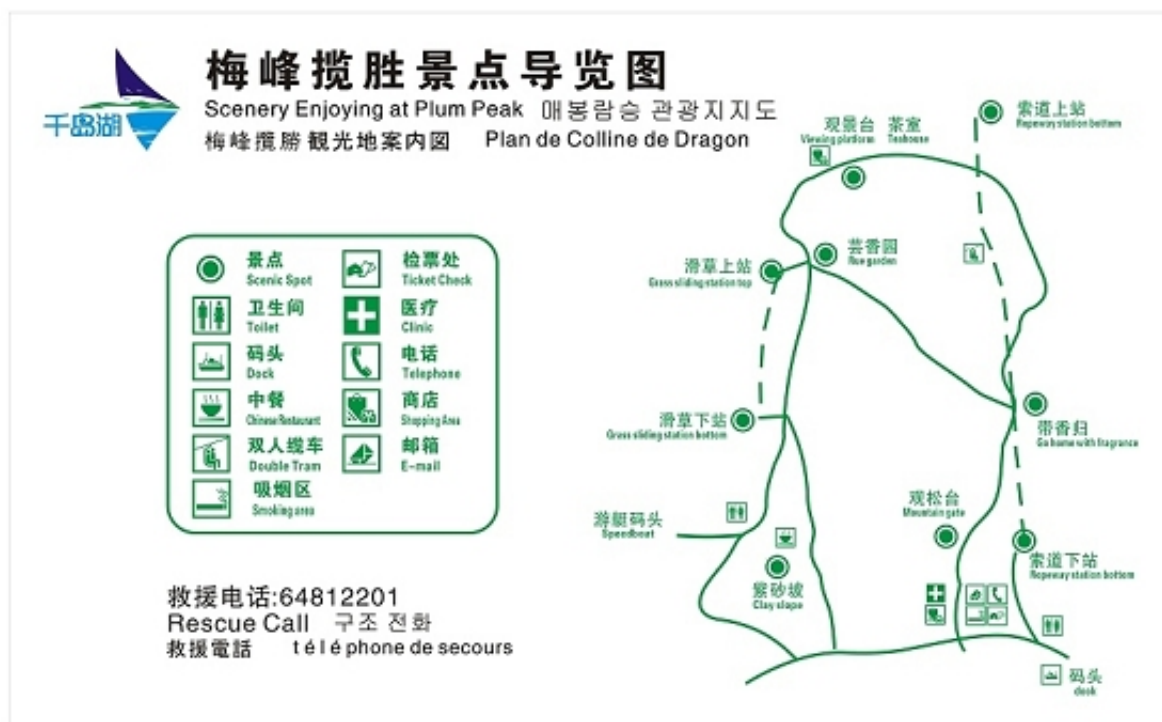 千岛湖
梅峰揽胜景点导览图
Scenery Enjoying at Plum Peak 매봉람승 관광지지도
梅峰攬勝観光地案内図 Plan de Colline de Dragon
景点
Scenic Spot
检票处
Ticket Check
卫生间
Toilet
医疗
Clinic
码头
Dock
电话
Telephone
中餐
Chinese Restaurant
商店
Shopping Area
双人缆车
Double Tram
邮箱
E-mail
吸烟区
Smoking area
救援电话:64812201
Rescue Call 구조 전화
救援電話 téléphone de secours
索道上站
Ropeway station bottom
观景台
Viewing platform
茶室
Teahouse
芸香园
Rue garden
滑草上站
Grass sliding station top
滑草下站
Grass sliding station bottom
带香归
Go home with fragrance
观松台
Mountain gate
游艇码头
Speedboat
索道下站
Ropeway station bottom
紫砂坡
Clay slope
码头
dock